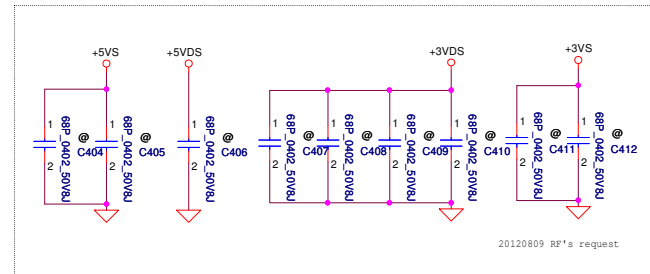 +5VS
+5VDS
+3VDS
+3VS
1
2
68P_0402_50V8J
@
C404
1
2
68P_0402_50V8J
@
C405
1
2
68P_0402_50V8J
@
C406
1
2
68P_0402_50V8J
@
C407
1
2
68P_0402_50V8J
@
C408
1
2
68P_0402_50V8J
@
C409
1
2
68P_0402_50V8J
@
C410
1
2
68P_0402_50V8J
@
C411
1
2
68P_0402_50V8J
@
C412
20120809 RF's request